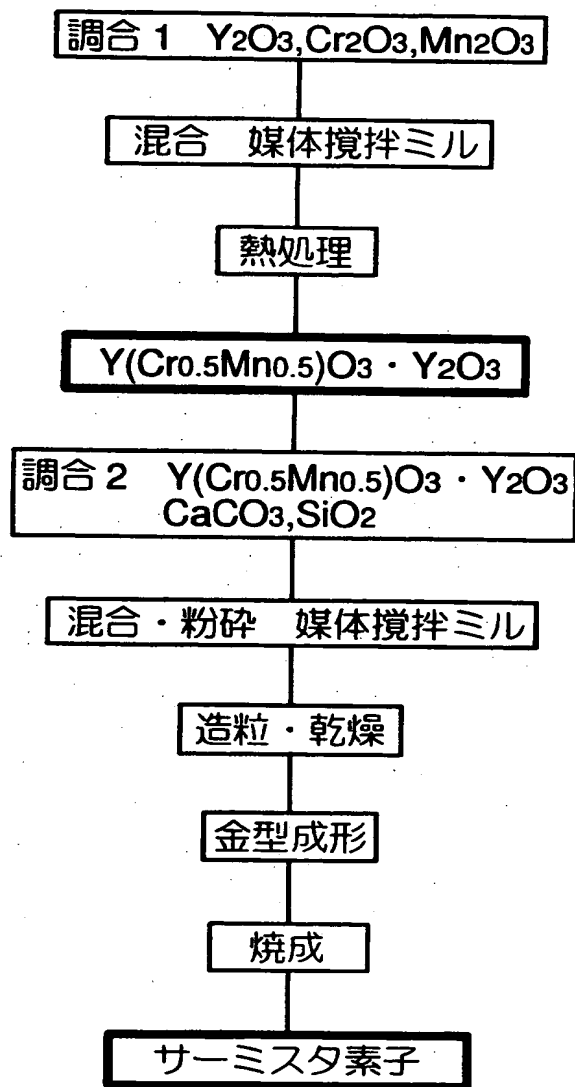 調合1 Y2O3,Cr2O3,Mn2O3
混合 媒体撹拌ミル
熱処理
Y(Cr0.5Mn0.5)O3・Y2O3
調合2 Y(Cr0.5Mn0.5)O3・Y2O3
CaCO3,SiO2
混合・粉砕 媒体撹拌ミル
造粒・乾燥
金型成形
焼成
サーミスタ素子